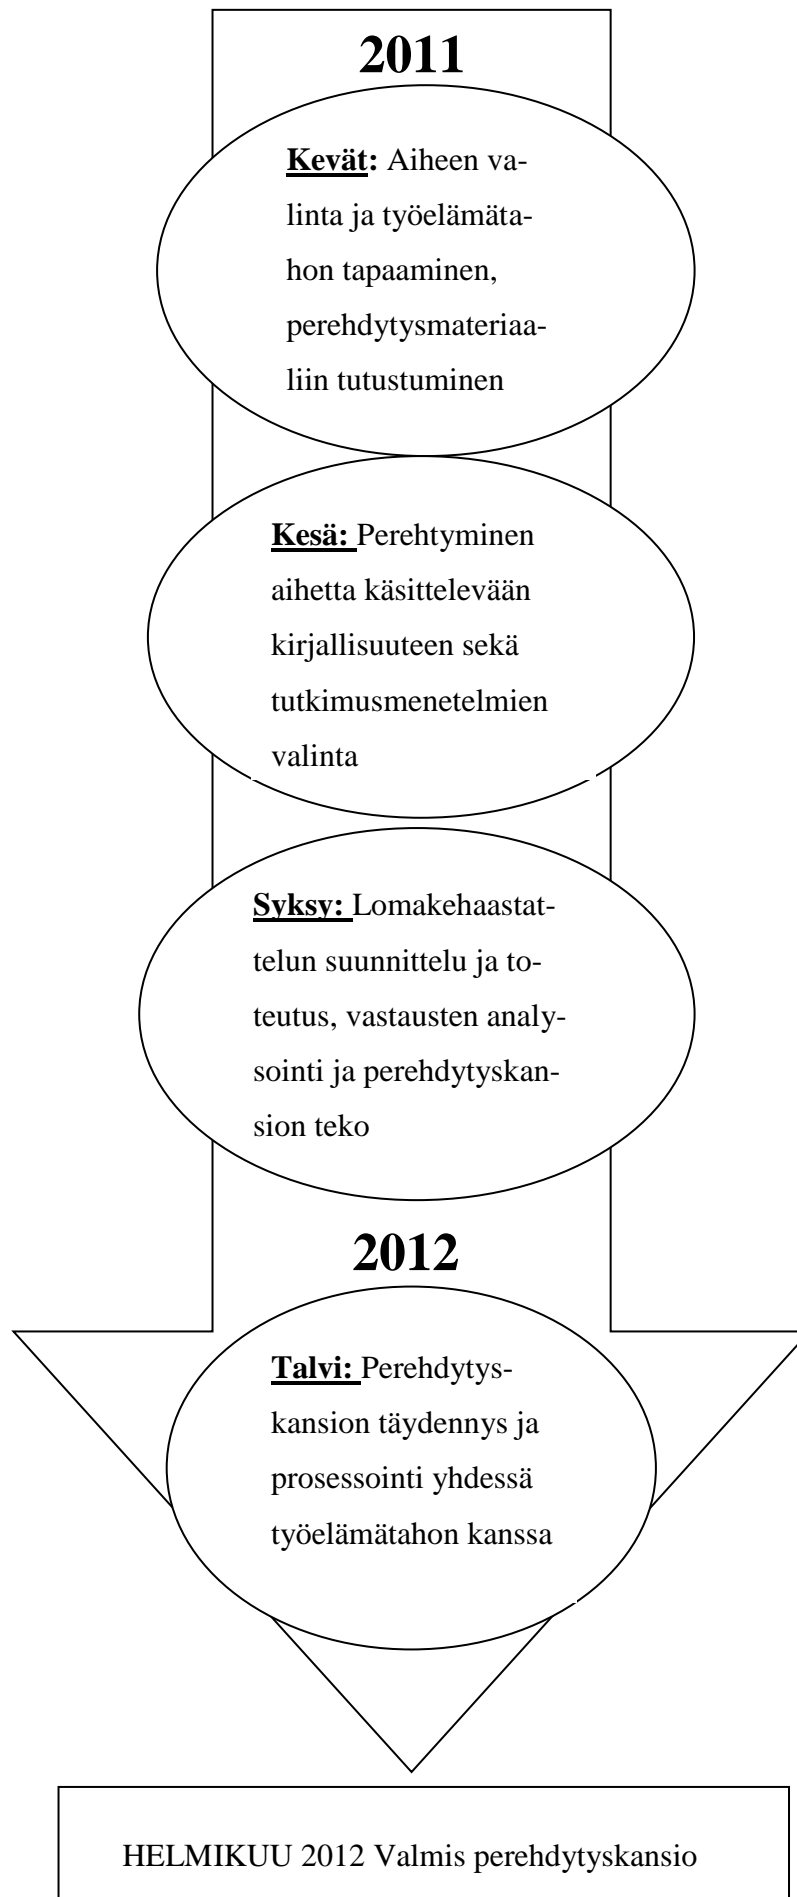 2011
Kevät: Aiheen va-
linta ja työelämäta-
hon tapaaminen,
perehdytysmateriaa-
liin tutustuminen
Kesä: Perehtyminen
aihetta käsittelevään
kirjallisuuteen sekä
tutkimusmenetelmien
valinta
Syksy: Lomakehaastat-
telun suunnittelu ja to-
teutus, vastausten analy-
sointi ja perehdytyskan-
sion teko
2012
Talvi: Perehdytys-
kansion täydennys ja
prosessointi yhdessä
työelämätahon kanssa
HELMIKUU 2012 Valmis perehdytyskansio